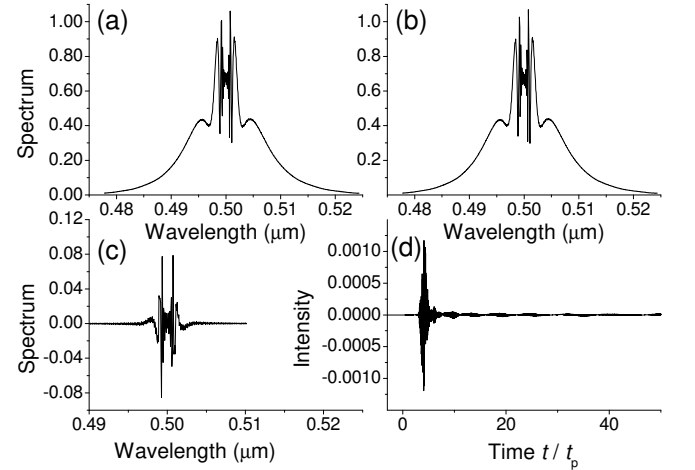 (a)
(b)
1.00
0.80
0.60
0.40
0.20
0.00
Spectrum
0.48 0.49 0.50 0.51 0.52
Wavelength (μm)
1.0
0.8
0.6
0.4
0.2
0.48 0.49 0.50 0.51 0.52
Wavelength (μm)
(c)
(d)
0.12
0.08
0.04
0.00
-0.04
-0.08
Spectrum
0.49 0.50 0.51 0.52
Wavelength (μm)
0.0010
0.0005
0.0000
-0.0005
-0.0010
Intensity
0 20 40
Time t / tp